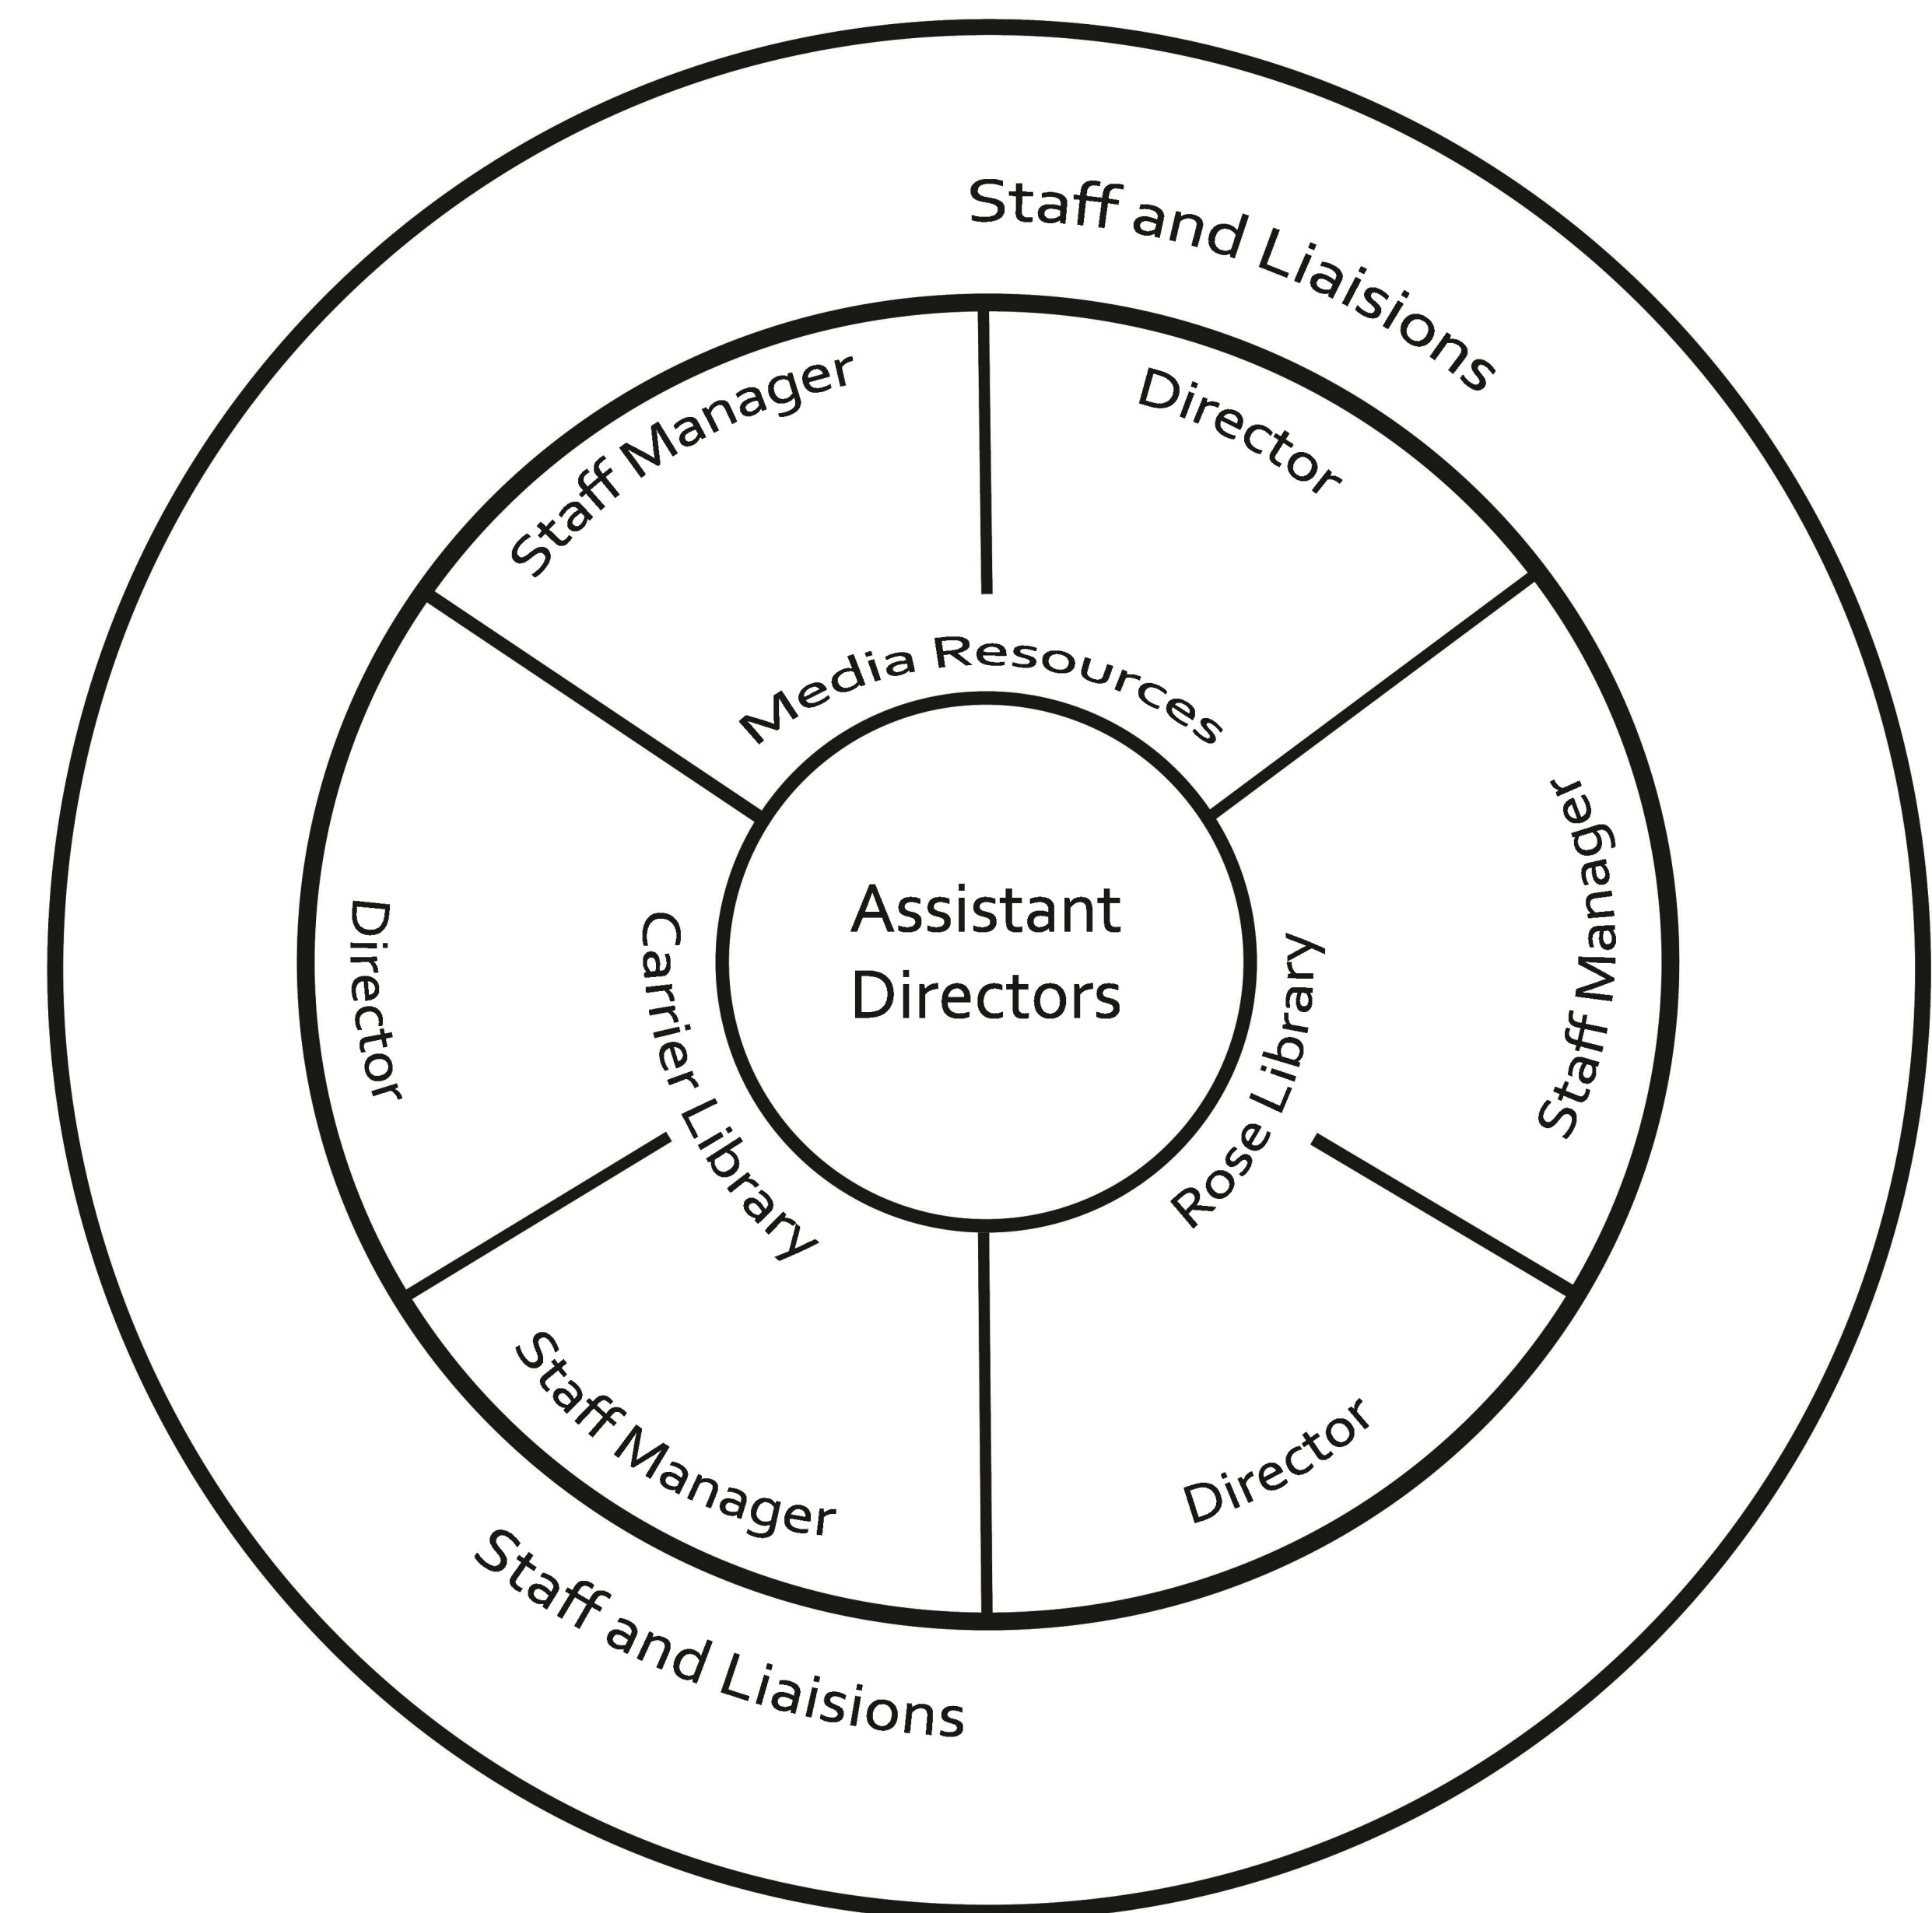 Staff and Liaisions
Staff Manager
Director
Media Resources
Staff Manager
Assistant
Directors
Director
Carrier Library
Rose Library
Staff Manager
Director
Staff and Liaisions